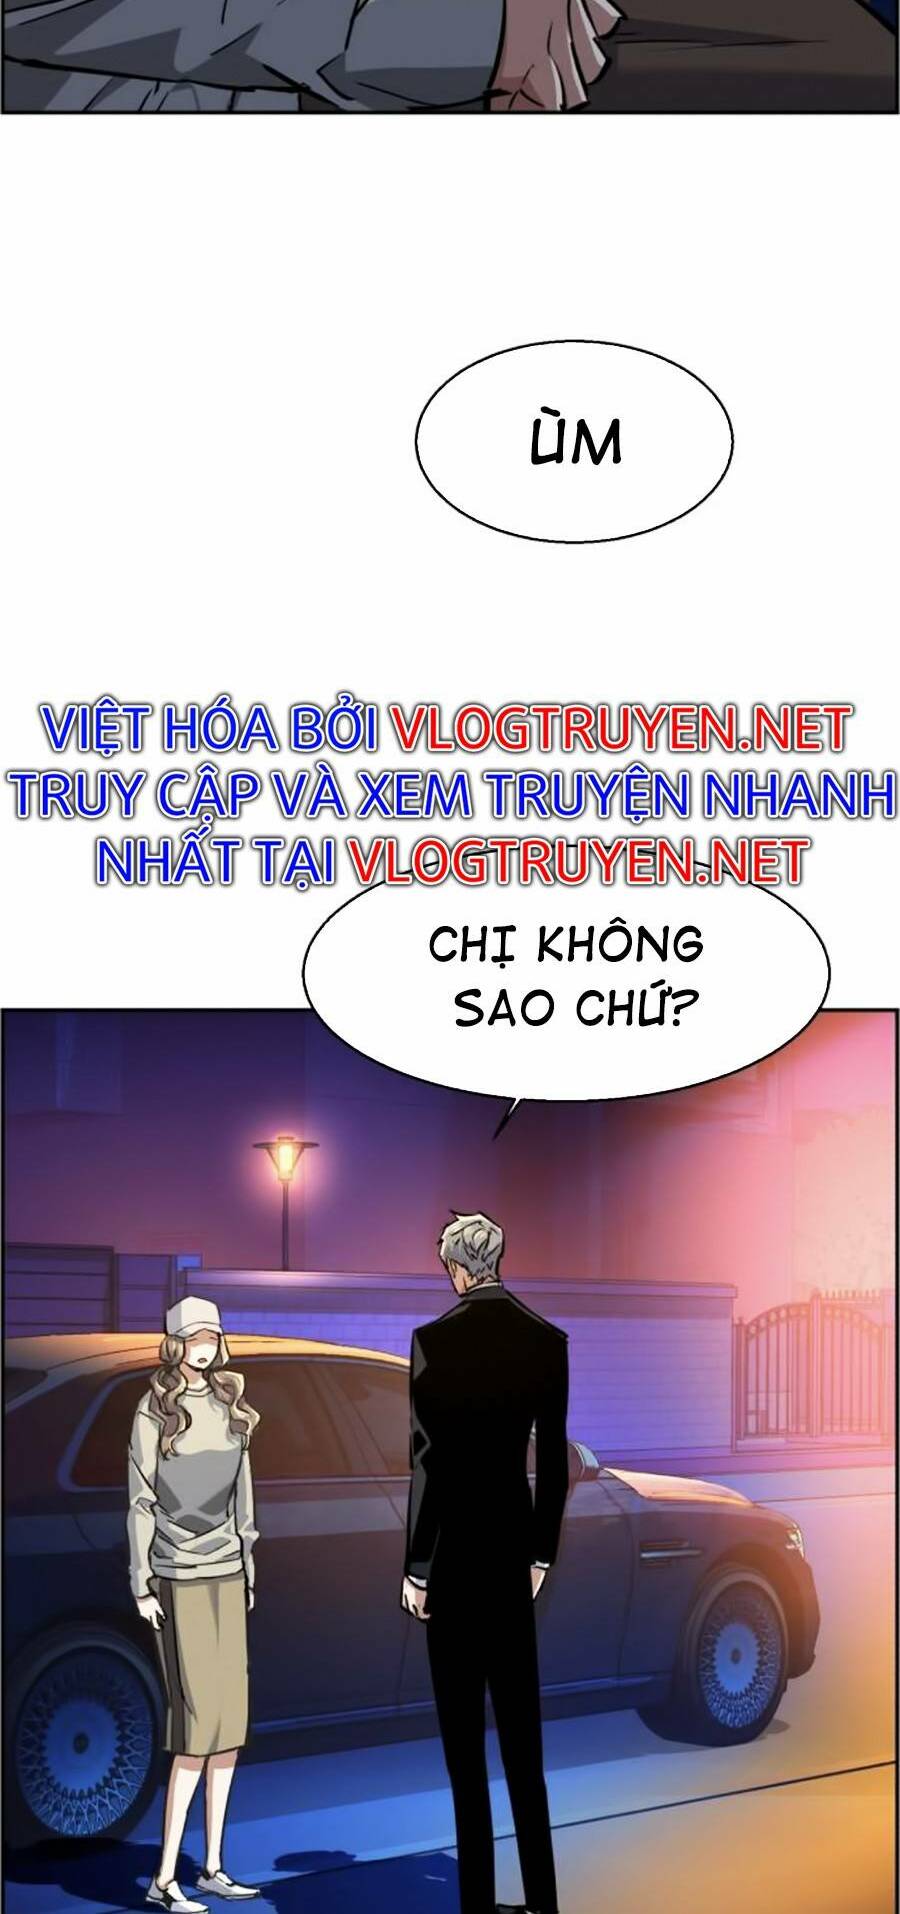 ÙM
VIỆT HÓA BỞI VLOGTRUYEN.NET
TRUY CẬP VÀ XEM TRUYỆN NHANH
NHẤT TẠI VLOGTRUYEN.NET
CHỊ KHÔNG
SAO CHỨ?